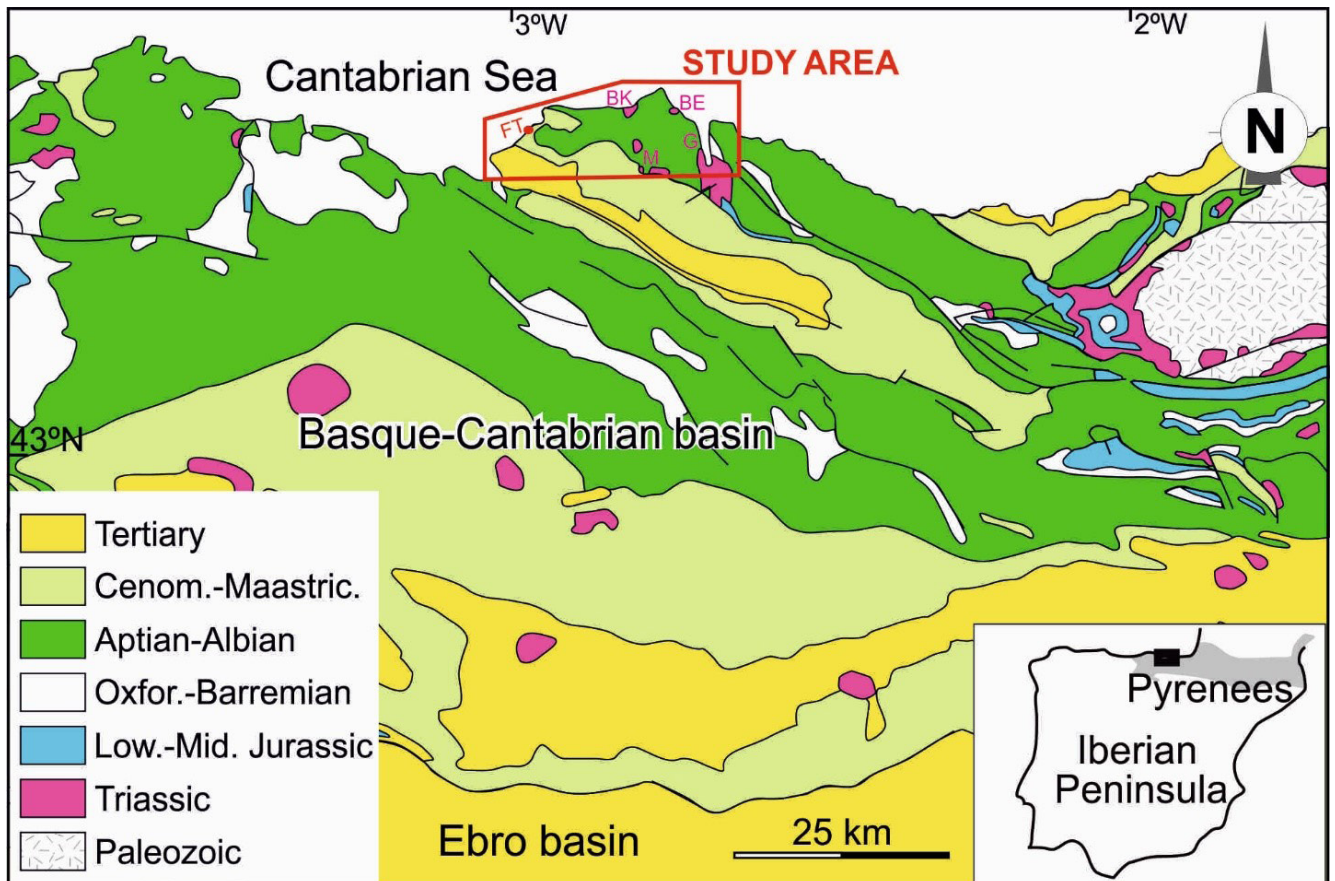 3ºW
2ºW
Cantabrian Sea
STUDY AREA
BK
BE
FT
G
M
N
43ºN
Basque-Cantabrian basin
Tertiary
Cenom.-Maastric.
Aptian-Albian
Oxfor.-Barremian
Low.-Mid. Jurassic
Triassic
Paleozoic
Ebro basin
25 km
Pyrenees
Iberian
Peninsula